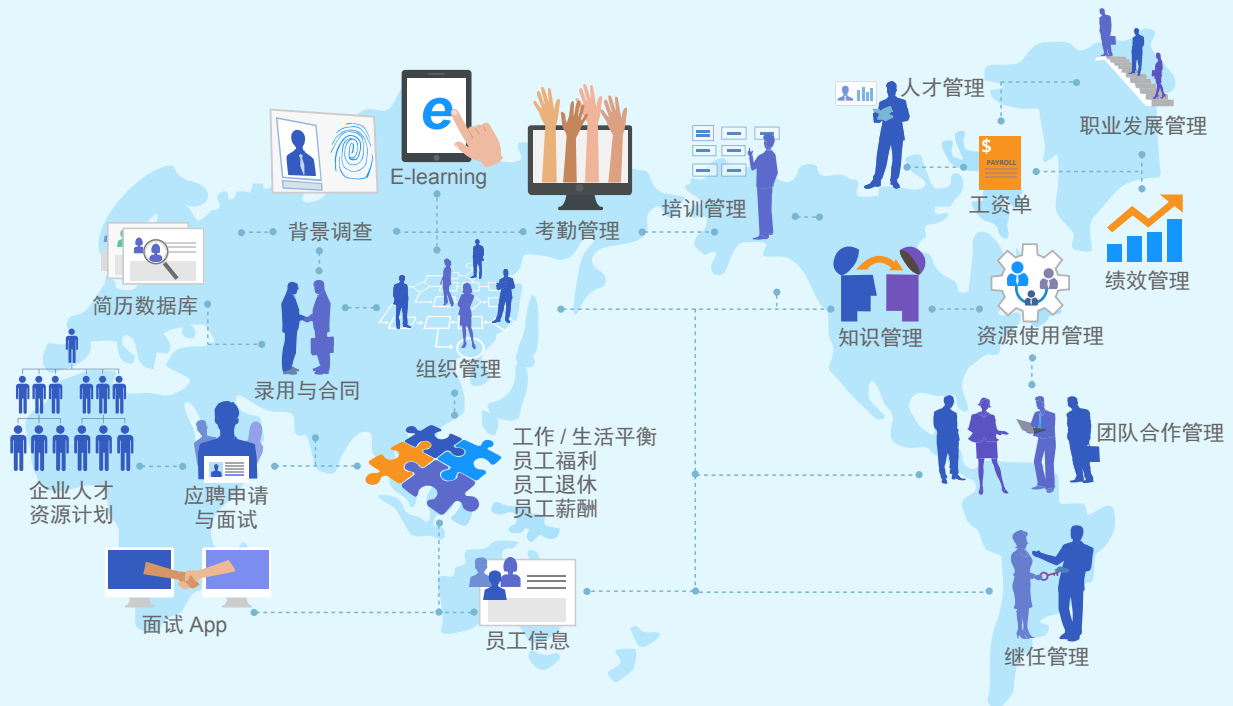 人才管理
职业发展管理
e
E-learning
$
PAYROLL
工资单
培训管理
背景调查
考勤管理
绩效管理
简历数据库
知识管理
资源使用管理
组织管理
录用与合同
工作 / 生活平衡
员工福利
员工退休
员工薪酬
团队合作管理
企业人才
资源计划
应聘申请
与面试
面试 App
员工信息
继任管理